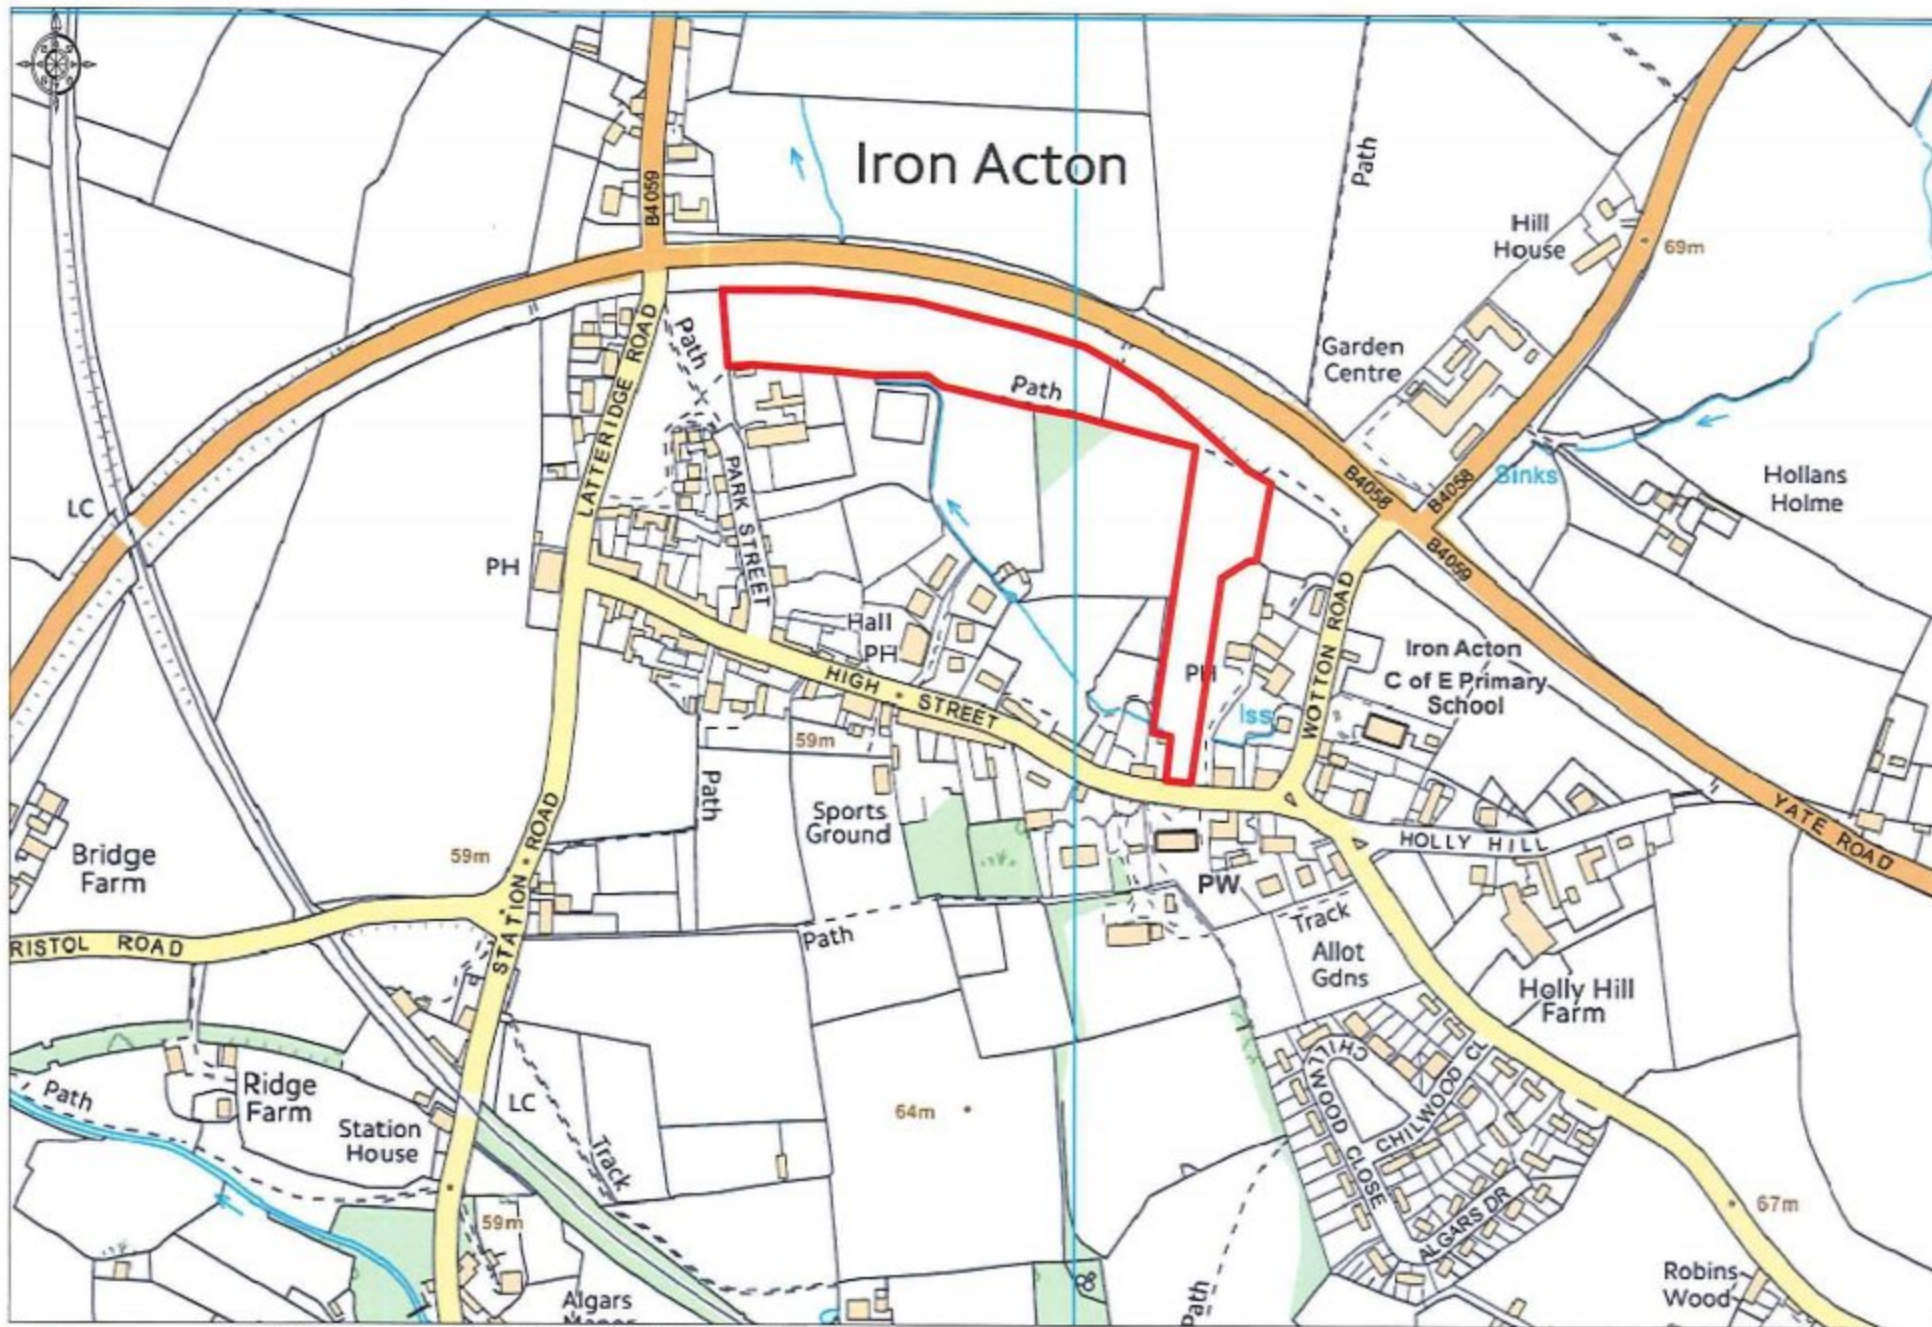 Iron Acton
B4059
Path
Hill
House
69m
Garden
Centre
Path
Path
LATTERIDGE ROAD
B4058
B4058
Sinks
Hollans
Holme
LC
PARK STREET
PH
B4059
Hall
PH
WOTTON ROAD
Iron Acton
C of E Primary
School
PH
Iss
HIGH STREET
59m
Path
Sports
Ground
YATE ROAD
HOLLY HILL
Bridge
Farm
59m
STATION ROAD
PW
Track
Path
Allot
Gdns
RISTOL ROAD
Holly Hill
Farm
Path
Ridge
Farm
LC
Station
House
Track
64m
CHILLWOOD CLOSE
CHILWOOD CL
ALGARS DR
67m
59m
Path
Robins
Wood
Algars